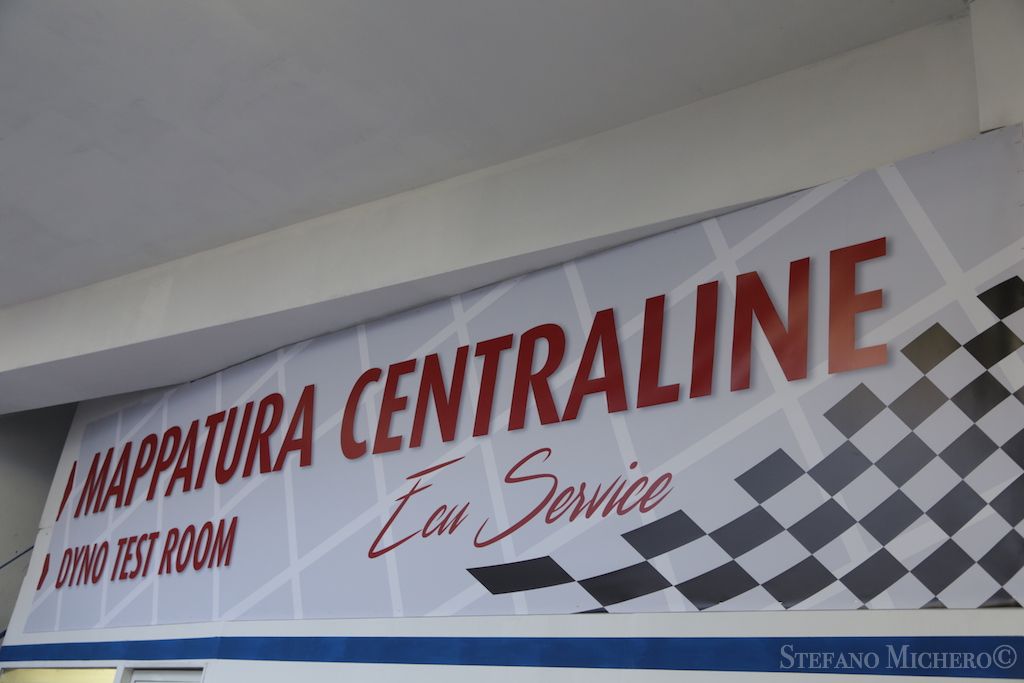 MAPPATURA CENTRALINE
Ecu Service
DYNO TEST ROOM
STEFANO MICHERO©